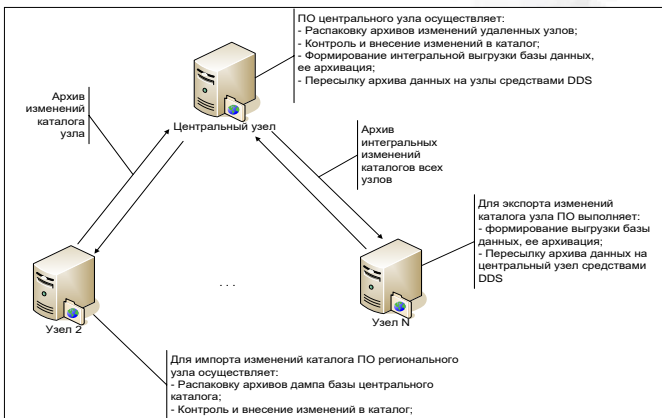 ПО центрального узла осуществляет:
- Распаковку архивов изменений удаленных узлов;
- Контроль и внесение изменений в каталог;
- Формирование интегральной выгрузки базы данных,
ее архивация;
- Пересылку архива данных на узлы средствами DDS
Архив
изменений
каталога
узла
Центральный узел
Архив
интегральных
изменений
каталогов всех
узлов
Для экспорта изменений
каталога узла ПО выполняет:
- формирование выгрузки базы
данных, ее архивация;
- Пересылку архива данных на
центральный узел средствами
DDS
. . .
Узел 2
Узел N
Для импорта изменений каталога ПО регионального
узла осуществляет:
- Распаковку архивов дампа базы центрального
каталога;
- Контроль и внесение изменений в каталог;